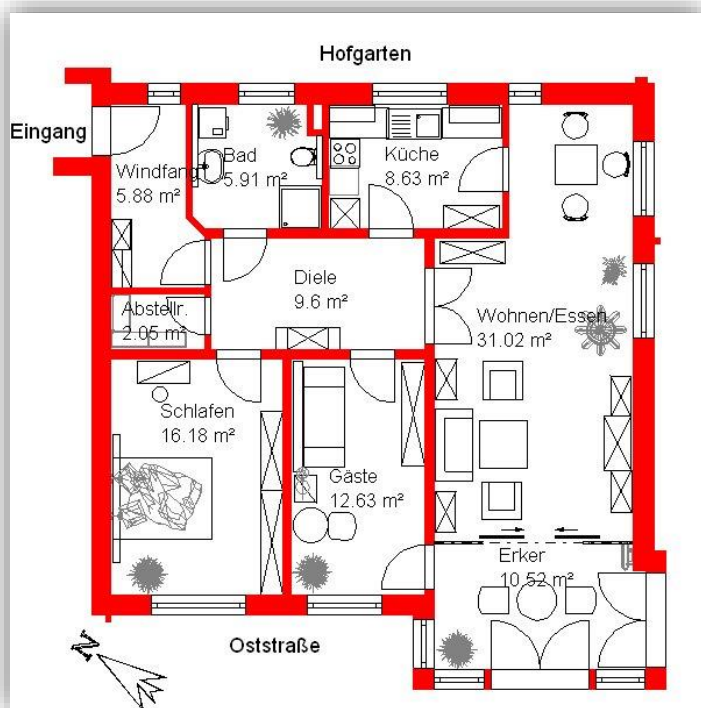 Hofgarten
Eingang
Windfang
5.88 m²
Bad
5.91 m²
Küche
8.63 m²
Diele
9.6 m²
Abstellr.
2.05 m²
Wohnen/Essen
31.02 m²
Schlafen
16.18 m²
Gäste
12.63 m²
Erker
10.52 m²
Oststraße
N